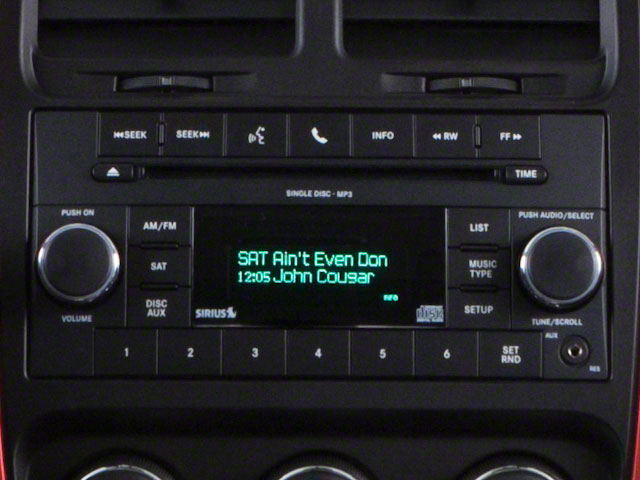 SEEK SEEK INFO RW FF
TIME
SINGLE DISC - MP3
PUSH ON
AM/FM
SAT
DISC
AUX
VOLUME
SAT Ain't Even Don
12:05 John Cougar
INFO
SIRIUS
LIST
MUSIC
TYPE
SETUP
PUSH AUDIO/SELECT
TUNE/SCROLL
1 2 3 4 5 6 SET
RND
AUX
RES